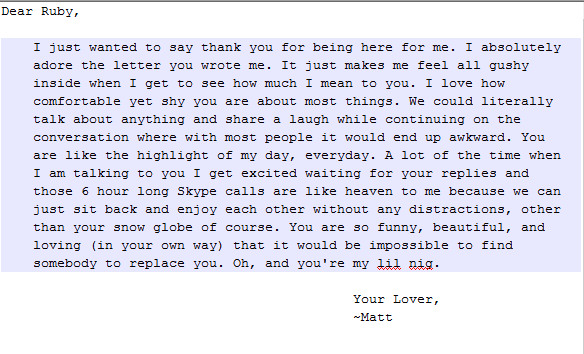 Dear Ruby,
I just wanted to say thank you for being here for me. I absolutely
adore the letter you wrote me. It just makes me feel all gushy
inside when I get to see how much I mean to you. I love how
comfortable yet shy you are about most things. We could literally
talk about anything and share a laugh while continuing on the
conversation where with most people it would end up awkward. You
are like the highlight of my day, everyday. A lot of the time when
I am talking to you I get excited waiting for your replies and
those 6 hour long Skype calls are like heaven to me because we can
just sit back and enjoy each other without any distractions, other
than your snow globe of course. You are so funny, beautiful, and
loving (in your own way) that it would be impossible to find
somebody to replace you. Oh, and you're my lil nig.
Your Lover,
~Matt